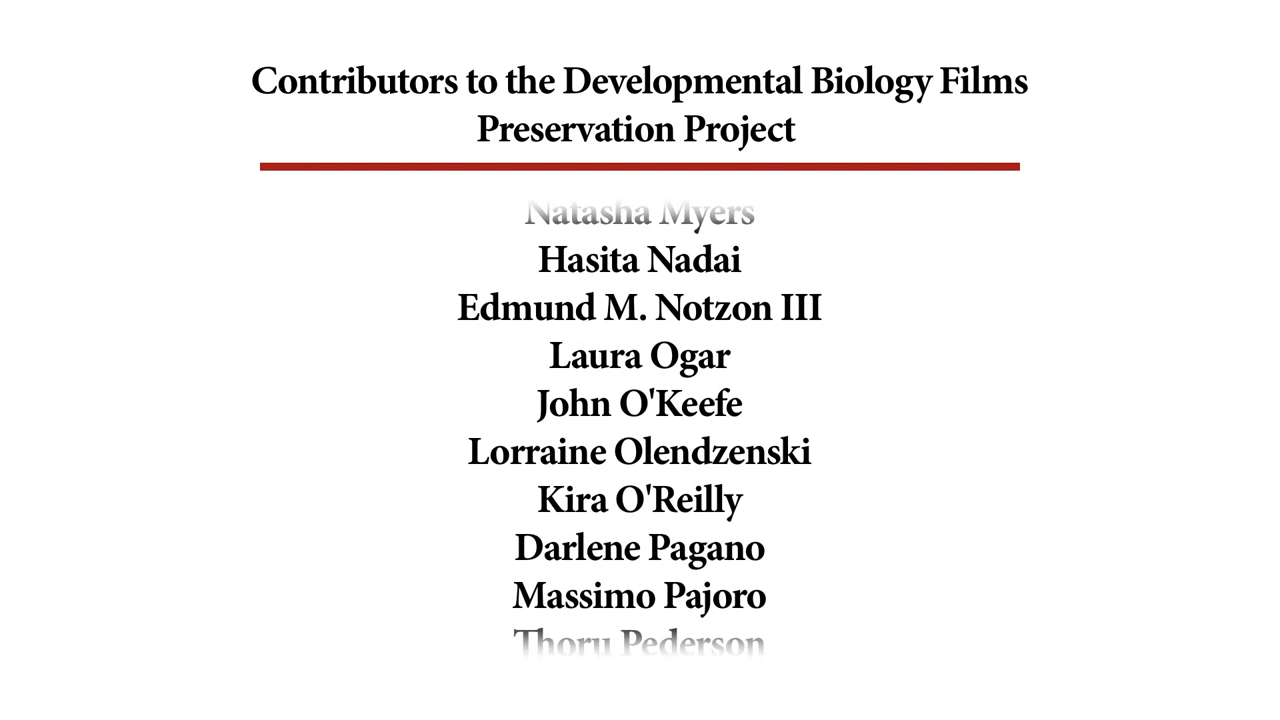 Contributors to the Developmental Biology Films
Preservation Project
Natasha Myers
Hasita Nadai
Edmund M. Notzon III
Laura Ogar
John O'Keefe
Lorraine Olendzenski
Kira O'Reilly
Darlene Pagano
Massimo Pajoro
Thoru Pederson